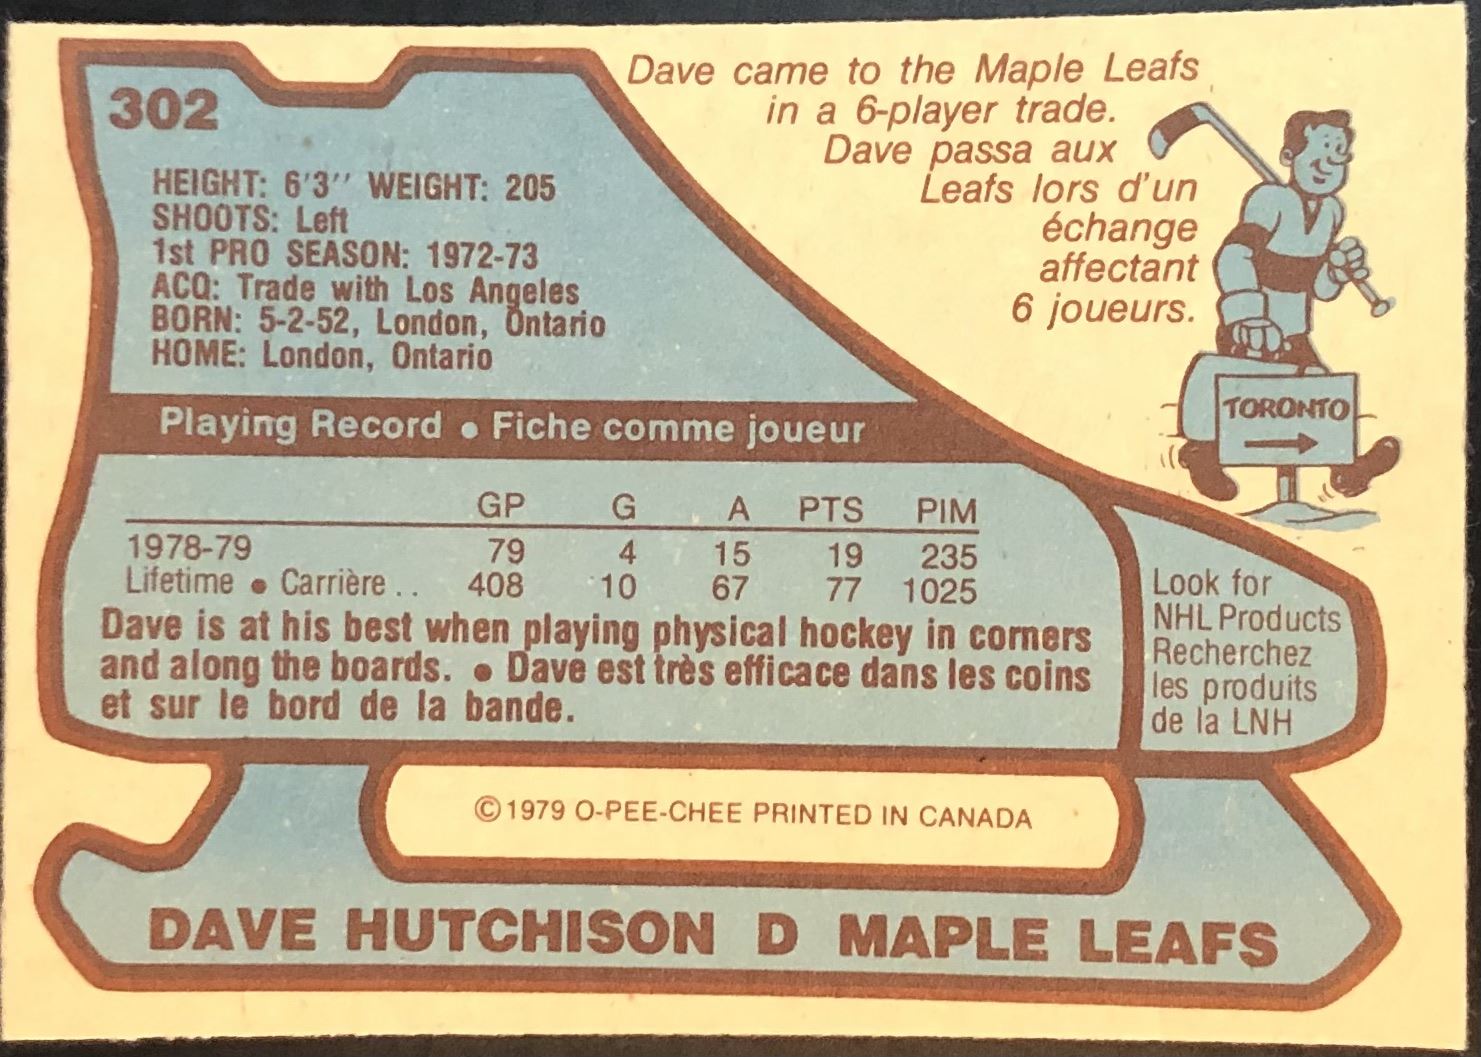 302
HEIGHT: 6'3'' WEIGHT: 205
SHOOTS: Left
1st PRO SEASON: 1972-73
ACQ: Trade with Los Angeles
BORN: 5-2-52, London, Ontario
HOME: London, Ontario
Dave came to the Maple Leafs
in a 6-player trade.
Dave passa aux
Leafs lors d'un
échange
affectant
6 joueurs.
TORONTO
Playing Record • Fiche comme joueur
GP G A PTS PIM
1978-79 79 4 15 19 235
Lifetime • Carrière .. 408 10 67 77 1025
Dave is at his best when playing physical hockey in corners
and along the boards. • Dave est très efficace dans les coins
et sur le bord de la bande.
Look for
NHL Products
Recherchez
les produits
de la LNH
©1979 O-PEE-CHEE PRINTED IN CANADA
DAVE HUTCHISON D MAPLE LEAFS